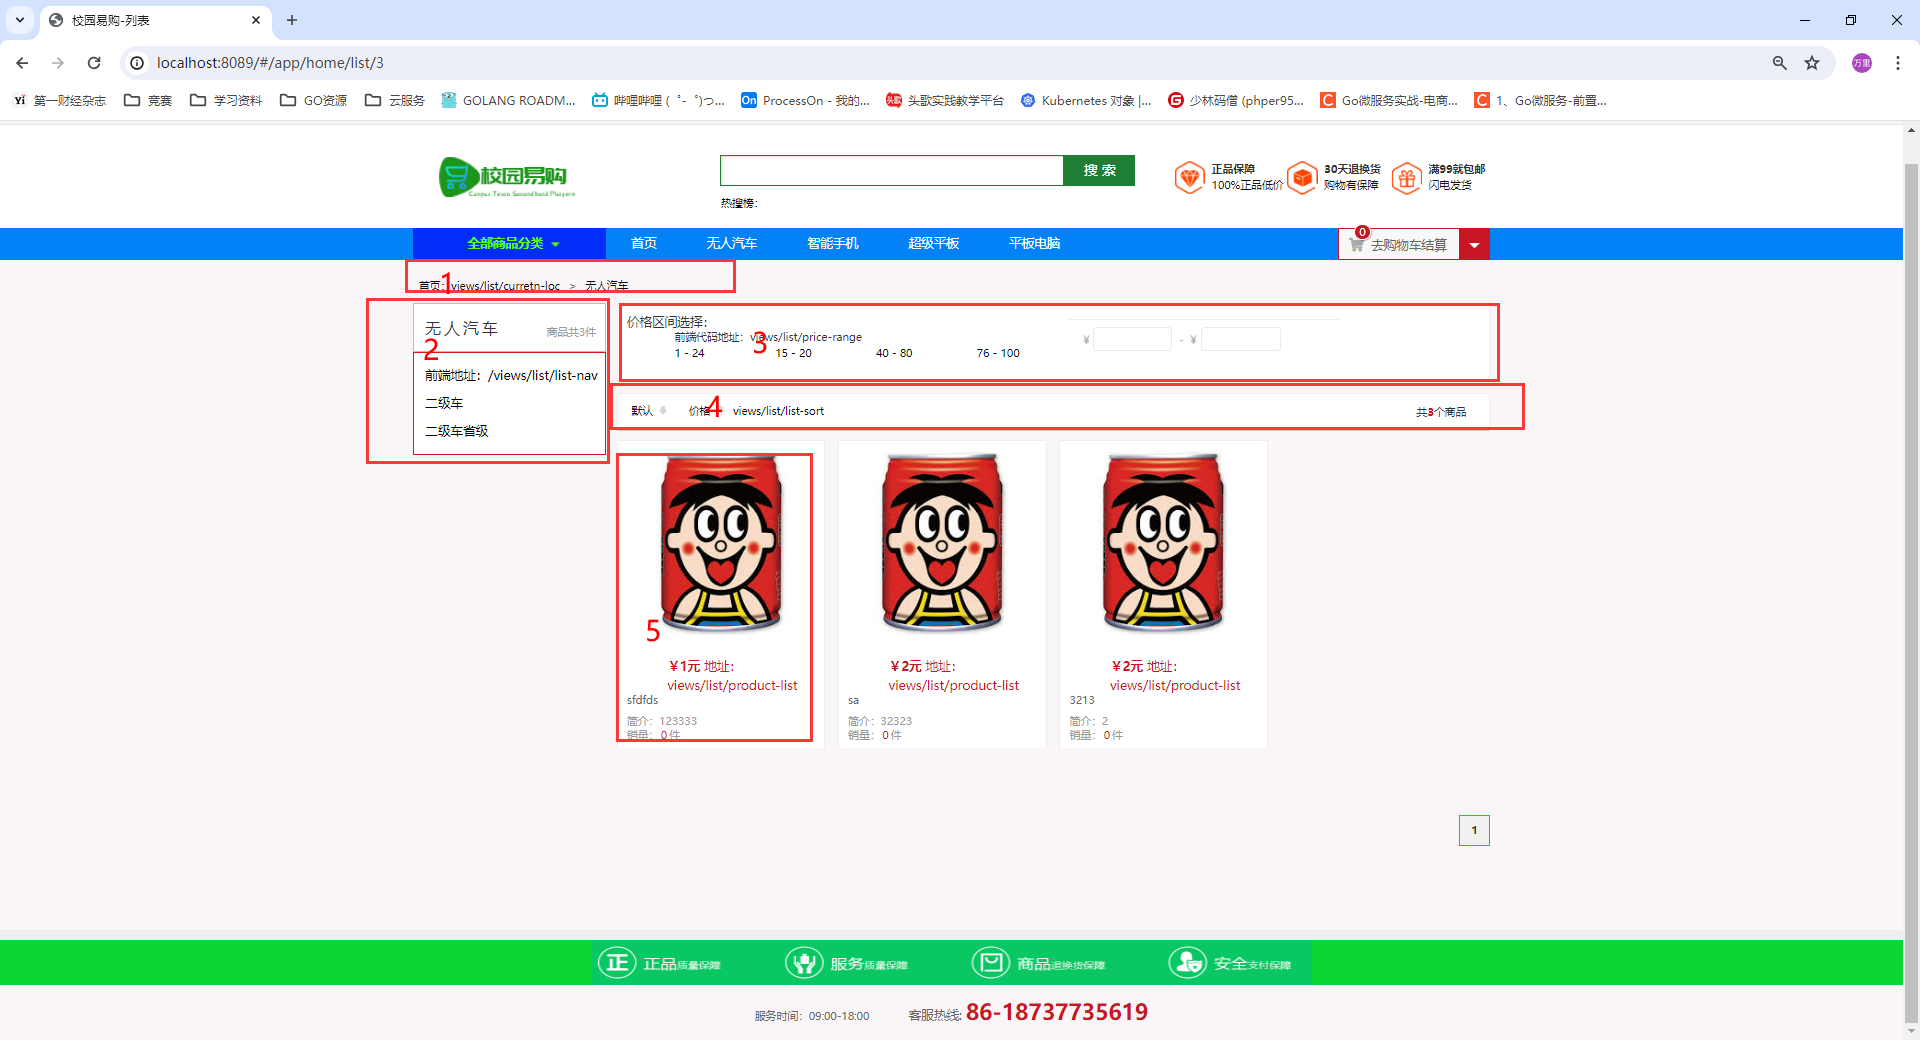 校园易购-列表
localhost:8089/#/app/home/list/3
万里
Yi 第一财经杂志 竞赛 学习资料 GO资源 云服务 GOLANG ROADM... 哔哩哔哩 ( ゜- ゜)つ... On ProcessOn - 我的... 头歌 头歌实践教学平台 Kubernetes 对象 |... G 少林码僧 (phper95... C Go微服务实战-电商... C 1、Go微服务-前置...
校园易购
搜 索
热搜榜：
正品保障
100%正品低价
30天退换货
购物有保障
满99就包邮
闪电发货
全部商品分类 首页 无人汽车 智能手机 超级平板 平板电脑
0 去购物车结算
首页：views/list/curretn-loc > 无人汽车
1
无人汽车 商品共3件
2
前端地址：/views/list/list-nav
二级车
二级车省级
价格区间选择：
前端代码地址：views/list/price-range
3
¥ - ¥
1 - 24 15 - 20 40 - 80 76 - 100
默认 价格 views/list/list-sort 共3个商品
4
5
¥1元 地址：
views/list/product-list
sfdfds
简介：123333
销量：0件
¥2元 地址：
views/list/product-list
sa
简介：32323
销量：0件
¥2元 地址：
views/list/product-list
3213
简介：2
销量：0件
1
正 正品质量保障 服务质量保障 商品退换货保障 安全支付保障
服务时间：09:00-18:00 客服热线: 86-18737735619